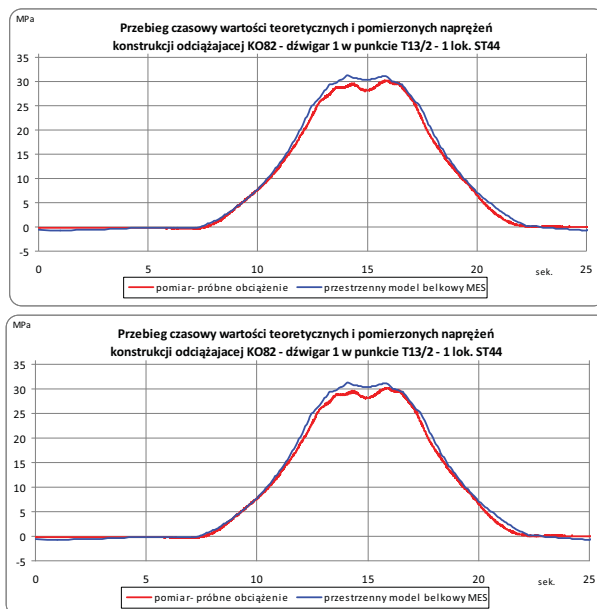 MPa
Przebieg czasowy wartości teoretycznych i pomierzonych naprężeń
konstrukcji odciążajacej KO82 - dźwigar 1 w punkcie T13/2 - 1 lok. ST44
35
30
25
20
15
10
5
0
-5
0 5 10 15 20 sek. 25
pomiar- próbne obciążenie przestrzenny model belkowy MES
MPa
Przebieg czasowy wartości teoretycznych i pomierzonych naprężeń
konstrukcji odciążajacej KO82 - dźwigar 1 w punkcie T13/2 - 1 lok. ST44
35
30
25
20
15
10
5
0
-5
0 5 10 15 20 sek. 25
pomiar- próbne obciążenie przestrzenny model belkowy MES